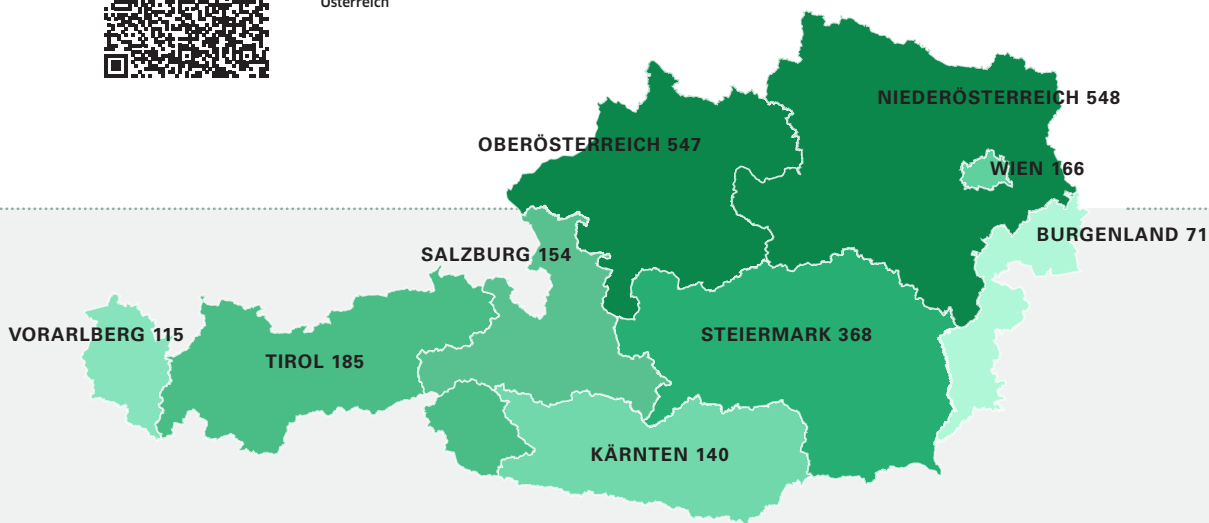 Österreich
NIEDERÖSTERREICH 548
OBERÖSTERREICH 547
WIEN 166
BURGENLAND 71
SALZBURG 154
VORARLBERG 115
STEIERMARK 368
TIROL 185
KÄRNTEN 140